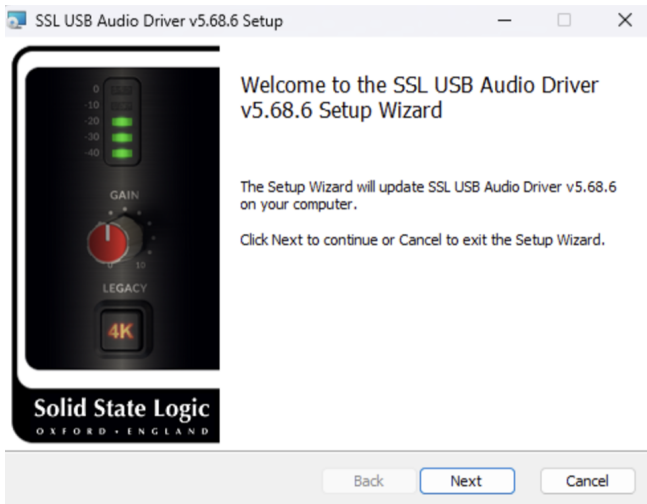 SSL USB Audio Driver v5.68.6 Setup
0
-10
-20
-30
-40
GAIN
0 10
LEGACY
4K
Solid State Logic
OXFORD • ENGLAND
Welcome to the SSL USB Audio Driver
v5.68.6 Setup Wizard
The Setup Wizard will update SSL USB Audio Driver v5.68.6
on your computer.
Click Next to continue or Cancel to exit the Setup Wizard.
Back
Next
Cancel